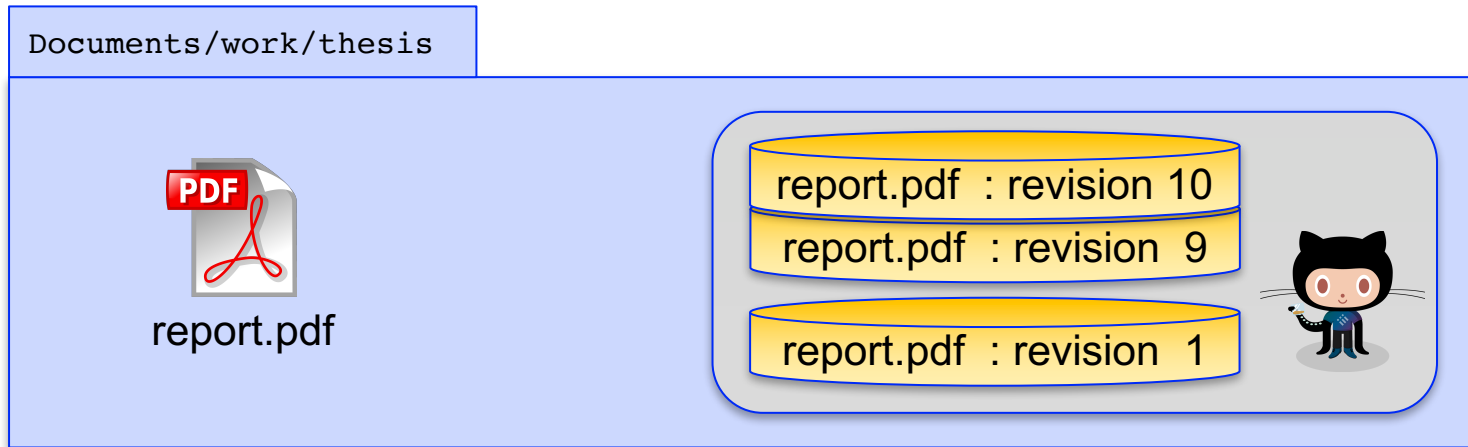 Documents/work/thesis
PDF
report.pdf
report.pdf : revision 10
report.pdf : revision 9
report.pdf : revision 1